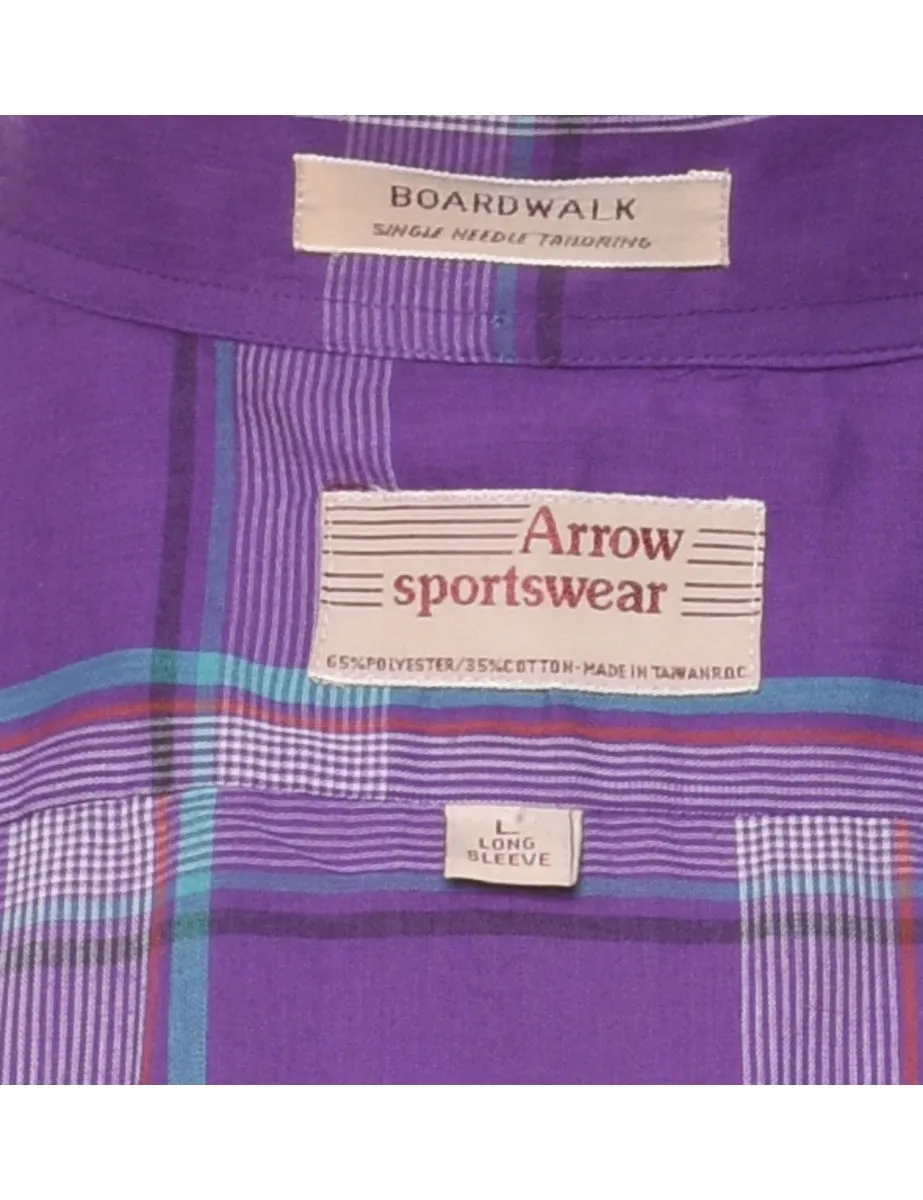 BOARDWALK
SINGLE NEEDLE TAILORING
Arrow
sportswear
65%POLYESTER/35%COTTON-MADE IN TAIWAN R.O.C.
L
LONG
SLEEVE